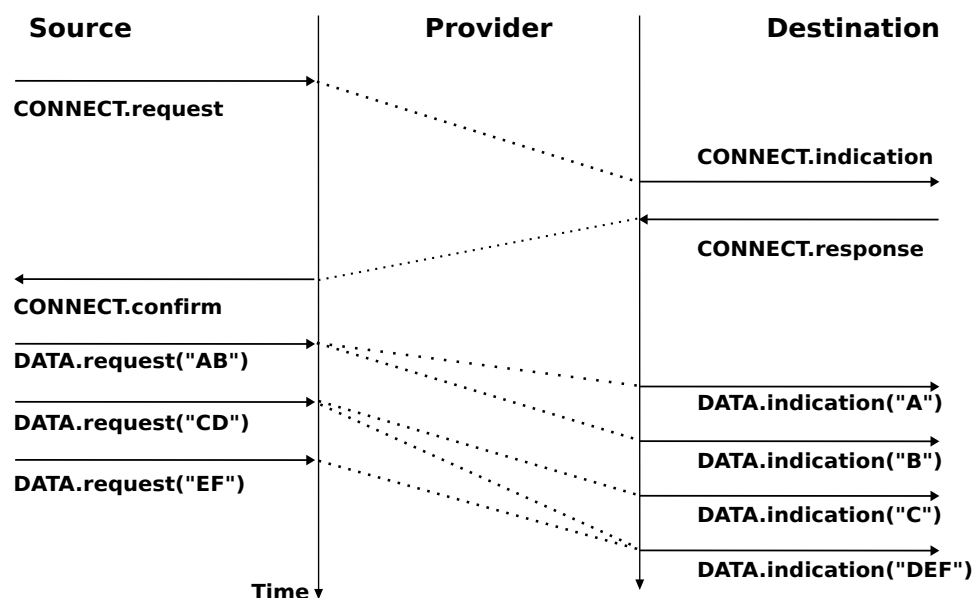 Source
Provider
Destination
CONNECT.request
CONNECT.indication
CONNECT.response
CONNECT.confirm
DATA.request("AB")
DATA.indication("A")
DATA.request("CD")
DATA.indication("B")
DATA.request("EF")
DATA.indication("C")
DATA.indication("DEF")
Time